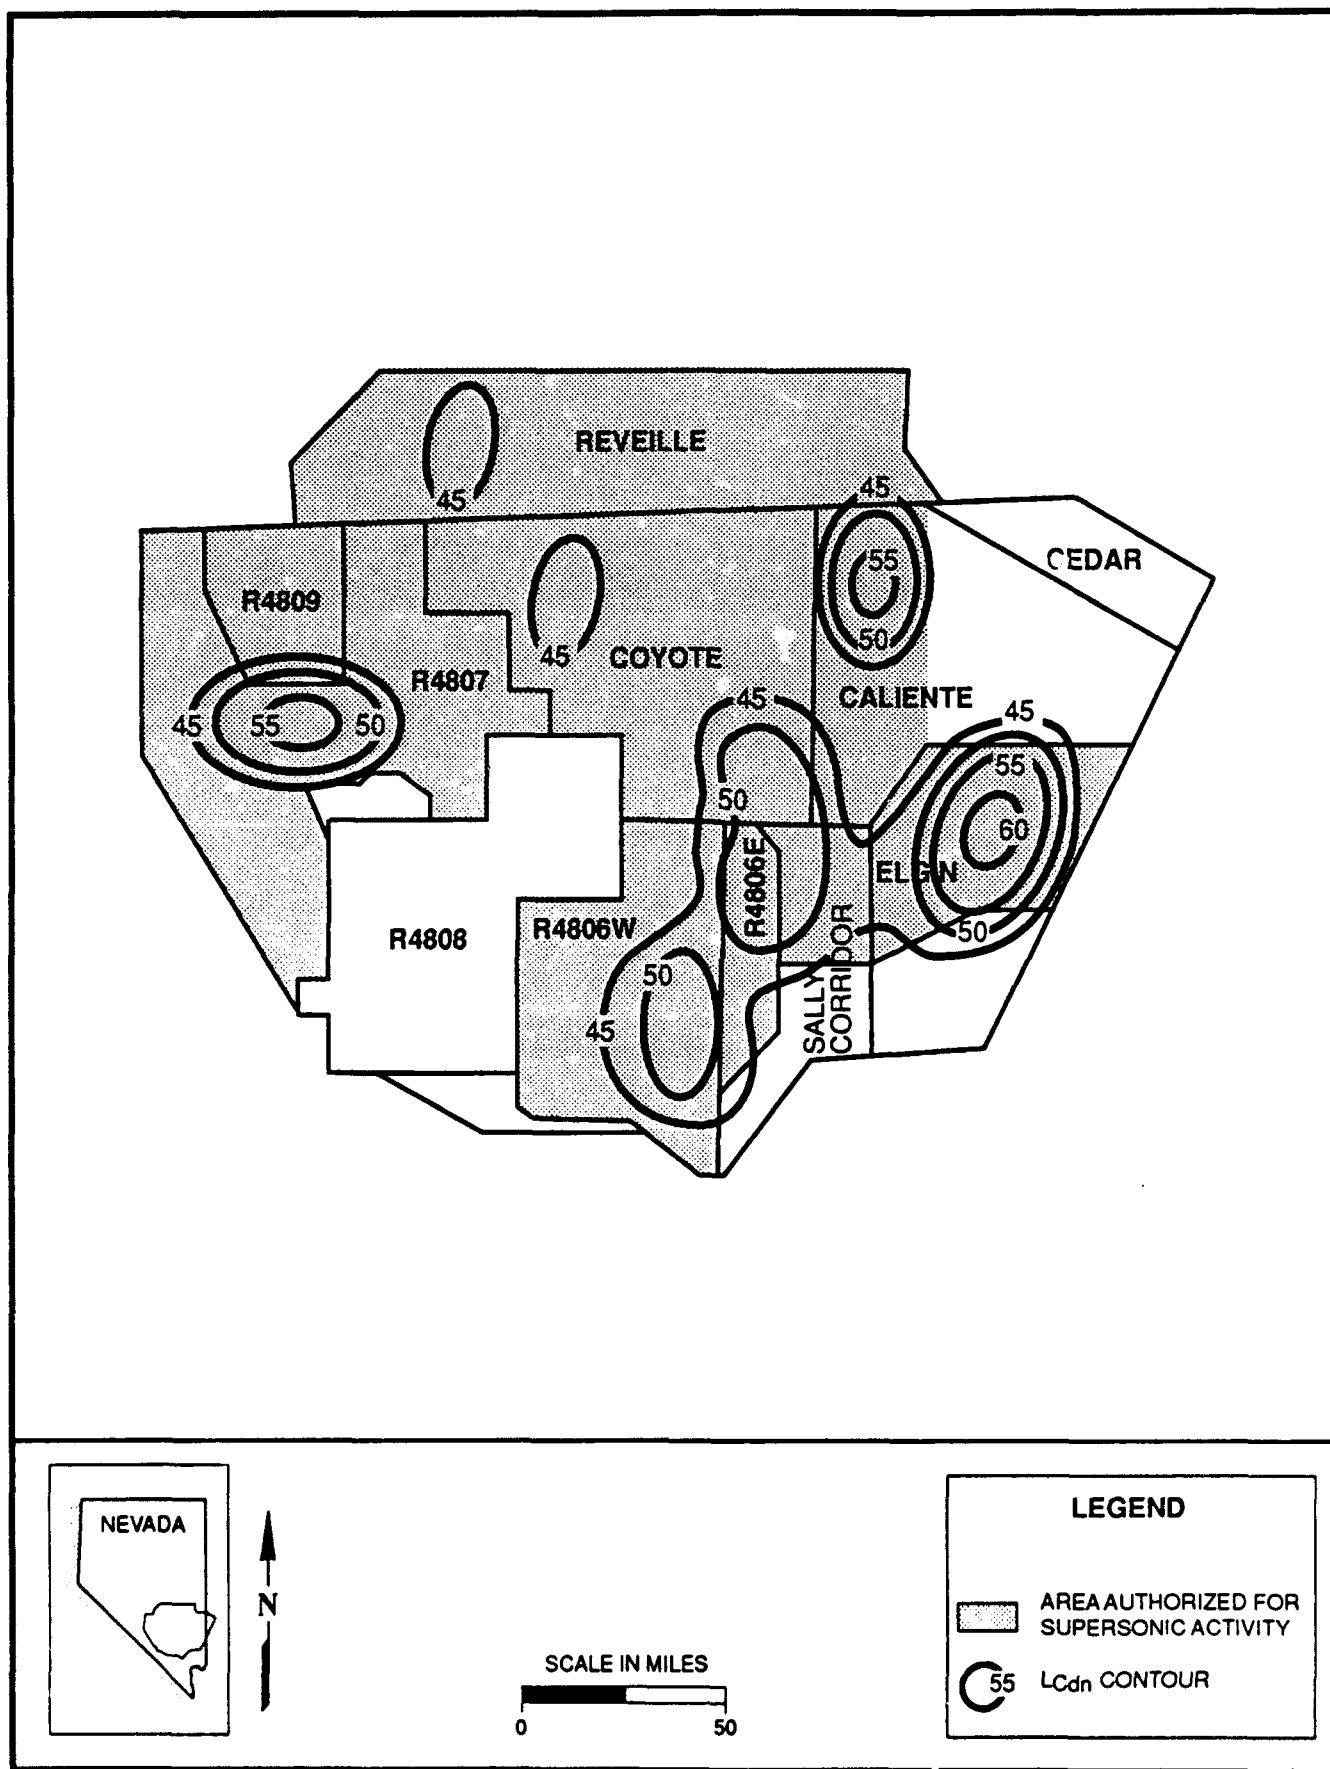 45
REVEILLE
45
CEDAR
55
R4809
50
45
COYOTE
R4807
CALIENTE
45
55
50
45
45
55
50
60
R4806E
ELGIN
R4808
R4806W
50
50
45
SALLY
CORRIDOR
NEVADA
N
SCALE IN MILES
0
50
LEGEND
AREA AUTHORIZED FOR
SUPERSONIC ACTIVITY
55
LCdn CONTOUR